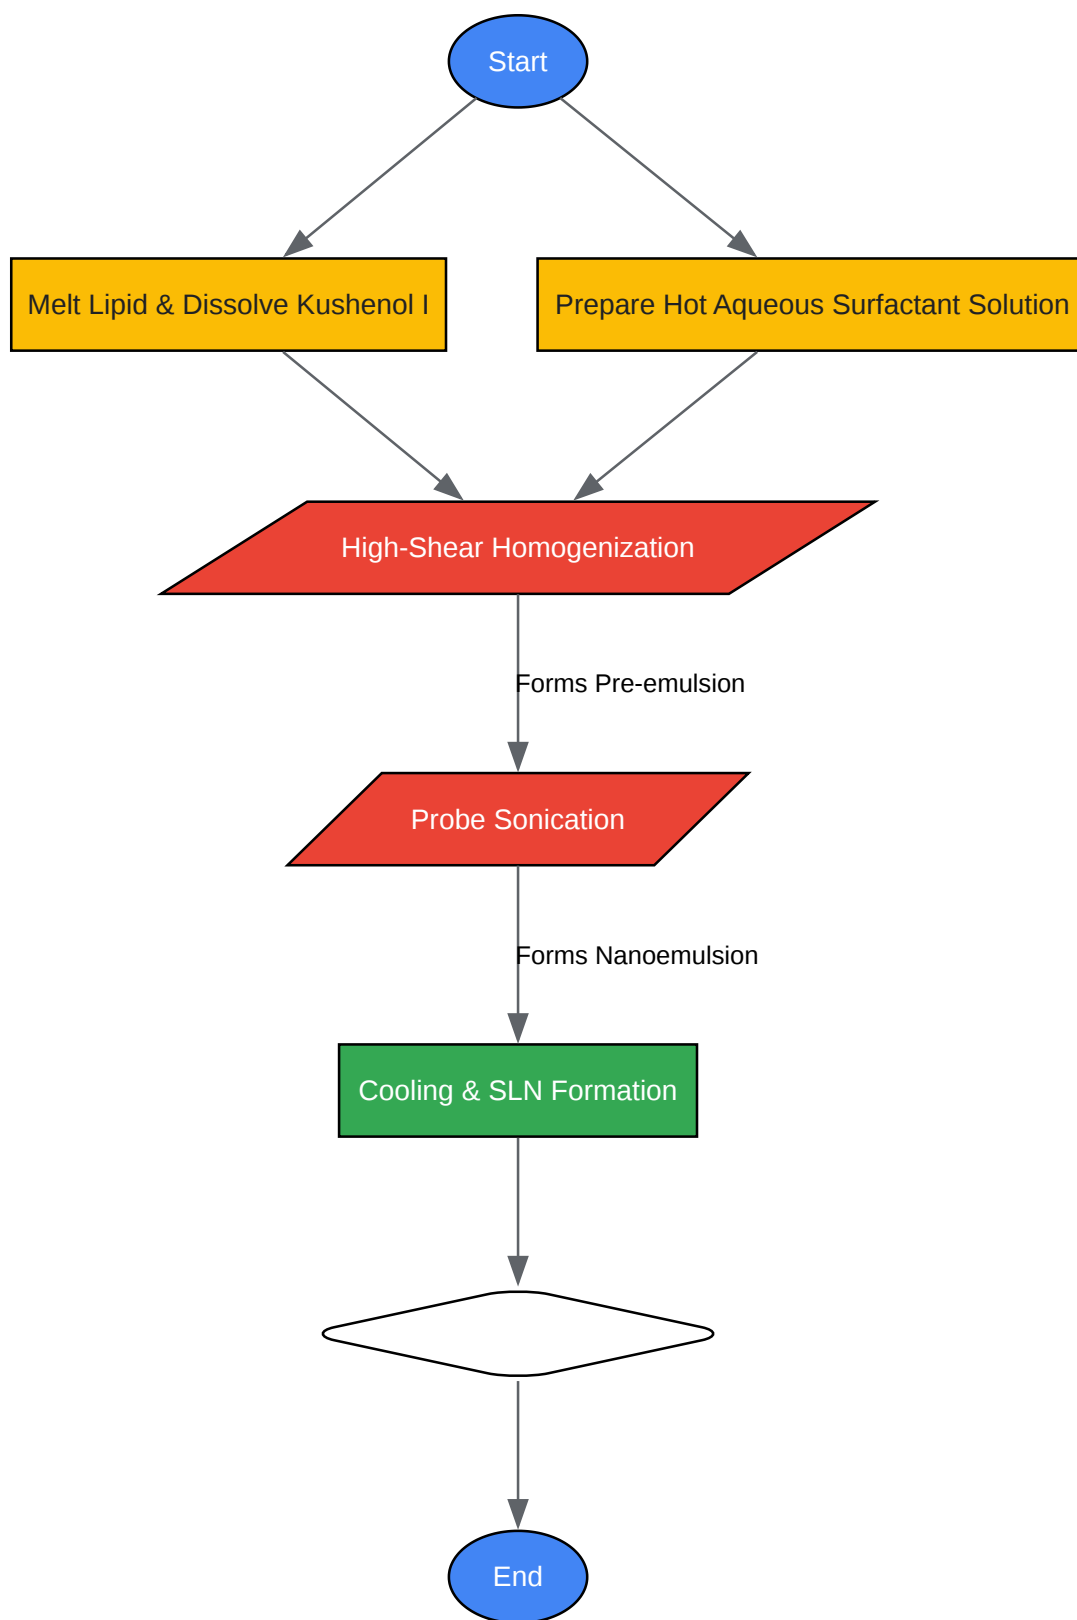 Start
Melt Lipid & Dissolve Kushenol I
Prepare Hot Aqueous Surfactant Solution
High-Shear Homogenization
Forms Pre-emulsion
Probe Sonication
Forms Nanoemulsion
Cooling & SLN Formation
End